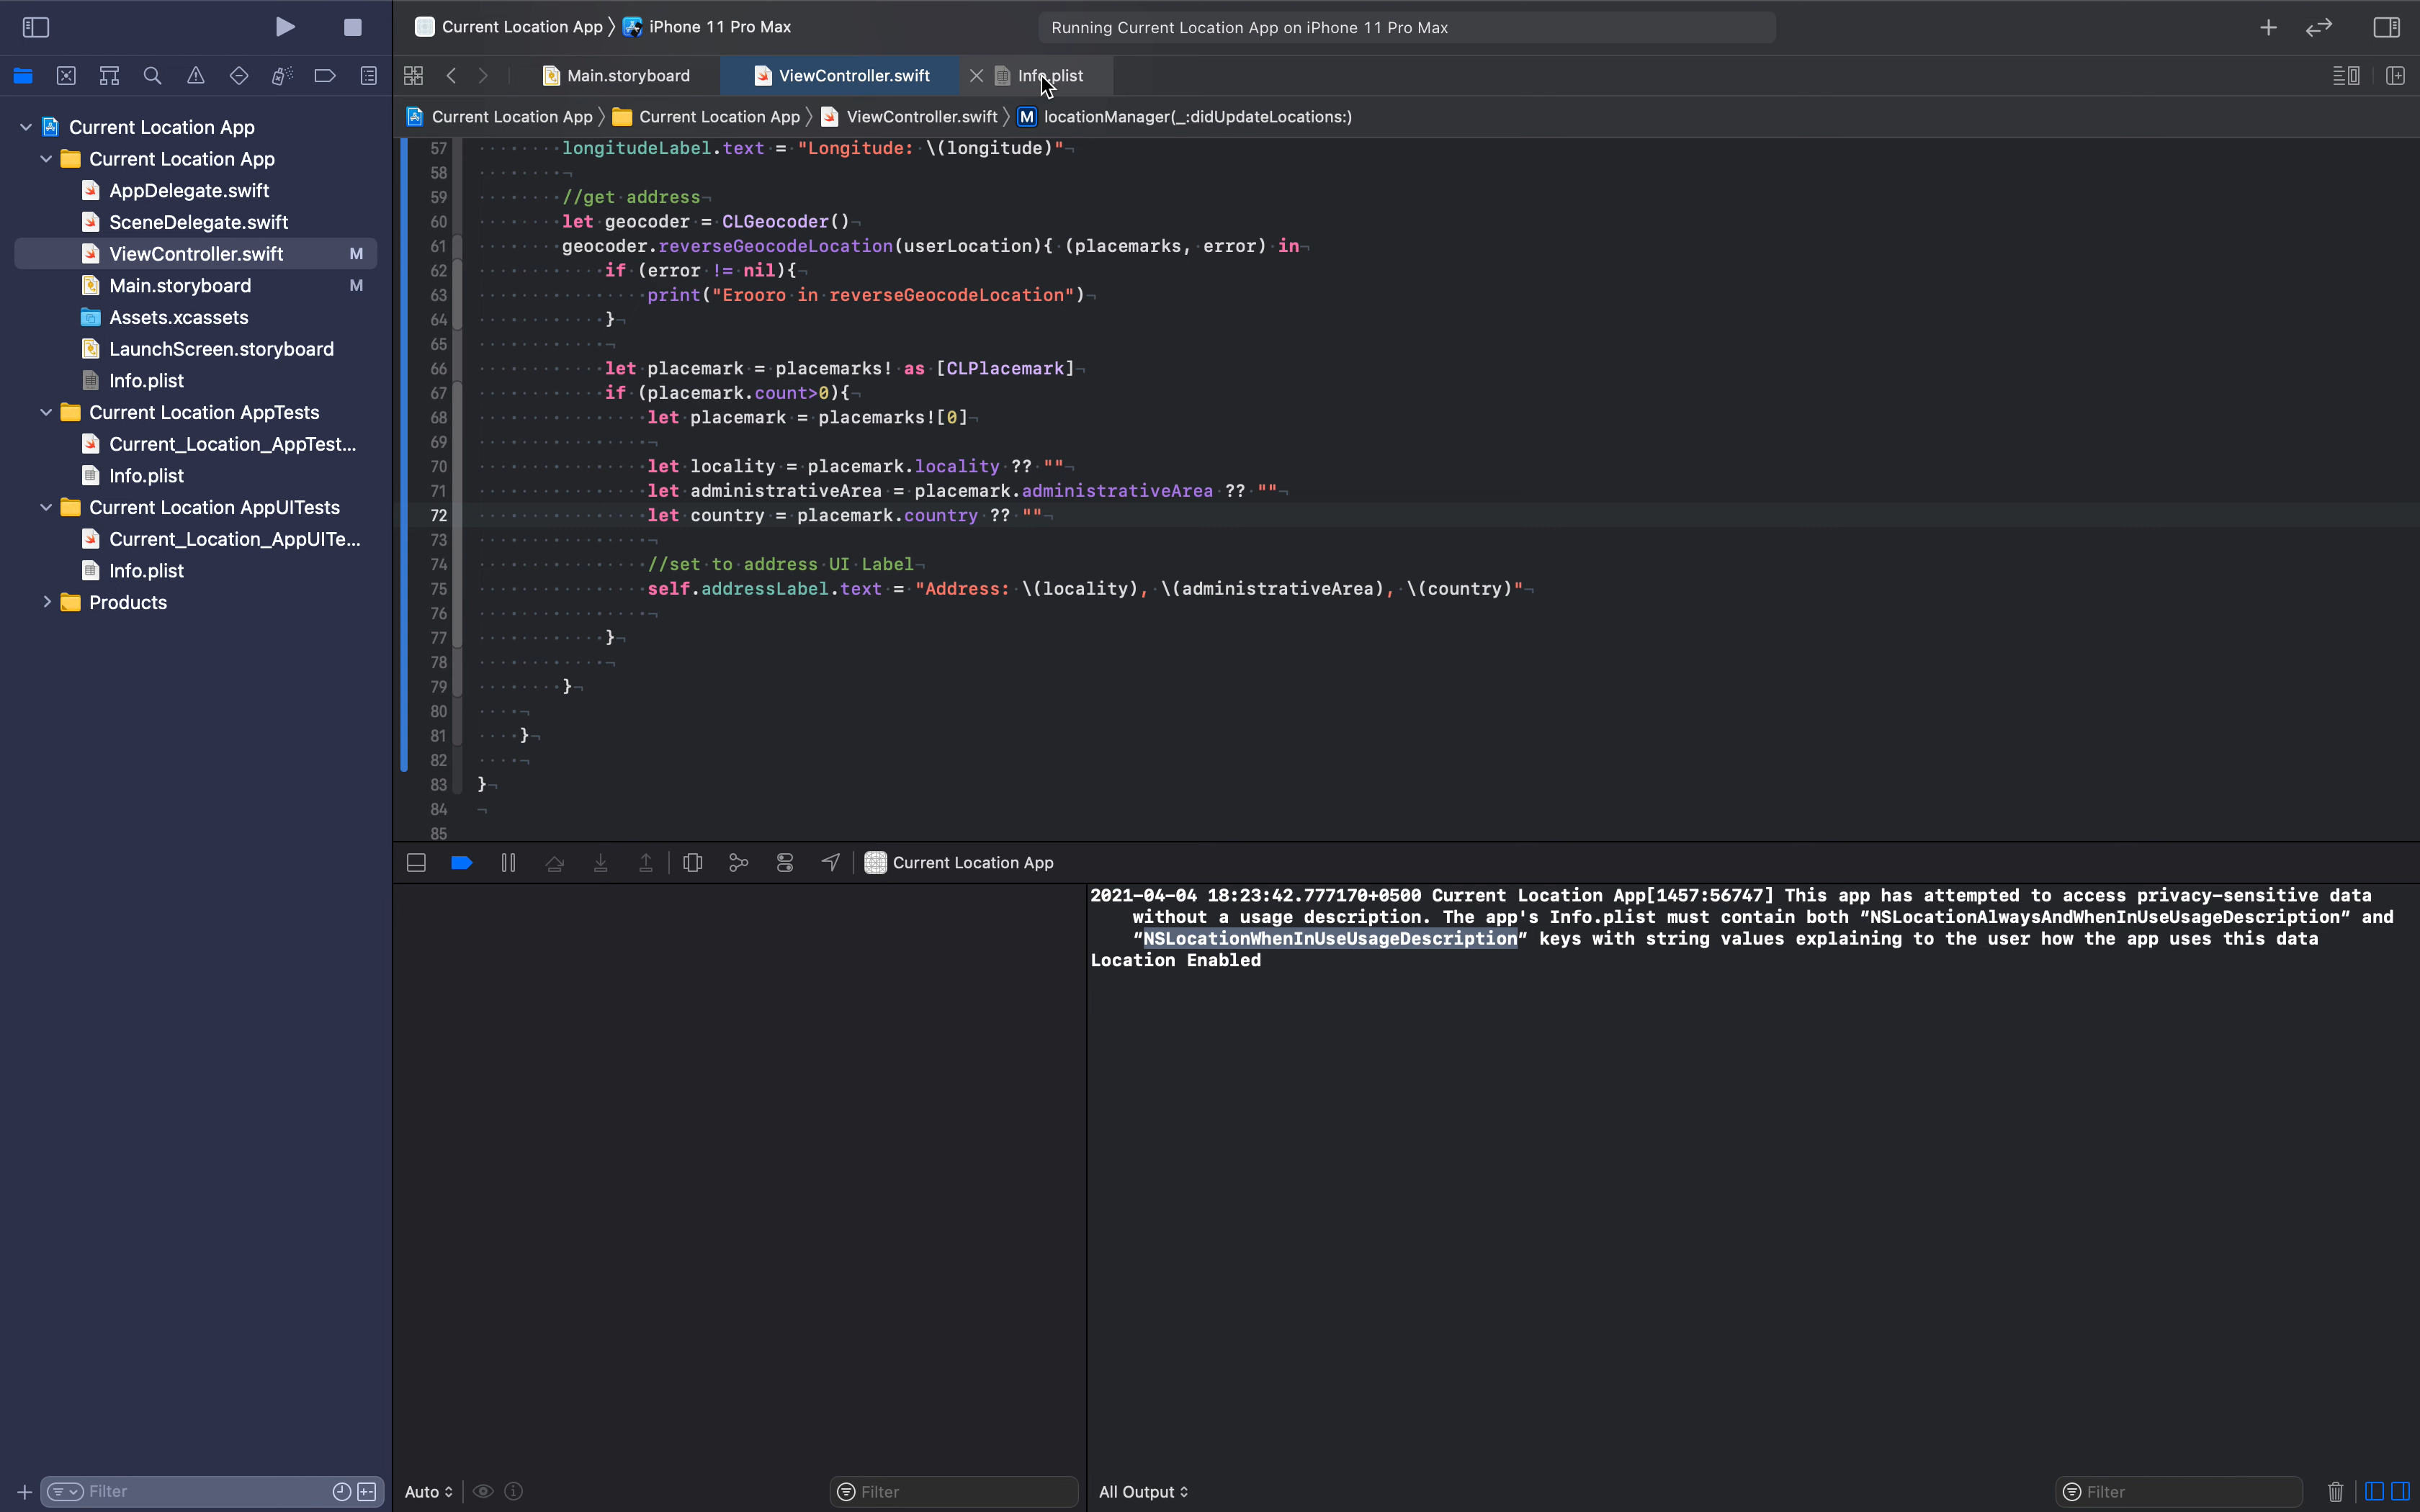 Current Location App 〉 iPhone 11 Pro Max
Running Current Location App on iPhone 11 Pro Max
Main.storyboard
ViewController.swift
Info.plist
Current Location App 〉 Current Location App 〉 ViewController.swift 〉 M locationManager(_:didUpdateLocations:)
Current Location App
Current Location App
AppDelegate.swift
SceneDelegate.swift
ViewController.swift M
Main.storyboard M
Assets.xcassets
LaunchScreen.storyboard
Info.plist
Current Location AppTests
Current_Location_AppTest...
Info.plist
Current Location AppUITests
Current_Location_AppUITe...
Info.plist
Products
Filter
57 longitudeLabel.text = "Longitude: \(longitude)"
58
59 //get address
60 let geocoder = CLGeocoder()
61 geocoder.reverseGeocodeLocation(userLocation){ (placemarks, error) in
62 if (error != nil){
63 print("Erooro in reverseGeocodeLocation")
64 }
65
66 let placemark = placemarks! as [CLPlacemark]
67 if (placemark.count>0){
68 let placemark = placemarks![0]
69
70 let locality = placemark.locality ?? ""
71 let administrativeArea = placemark.administrativeArea ?? ""
72 let country = placemark.country ?? ""
73
74 //set to address UI Label
75 self.addressLabel.text = "Address: \(locality), \(administrativeArea), \(country)"
76
77 }
78
79 }
80
81 }
82
83 }
84
85
Current Location App
2021-04-04 18:23:42.777170+0500 Current Location App[1457:56747] This app has attempted to access privacy-sensitive data
without a usage description. The app's Info.plist must contain both “NSLocationAlwaysAndWhenInUseUsageDescription” and
“NSLocationWhenInUseUsageDescription” keys with string values explaining to the user how the app uses this data
Location Enabled
Auto
Filter
All Output
Filter